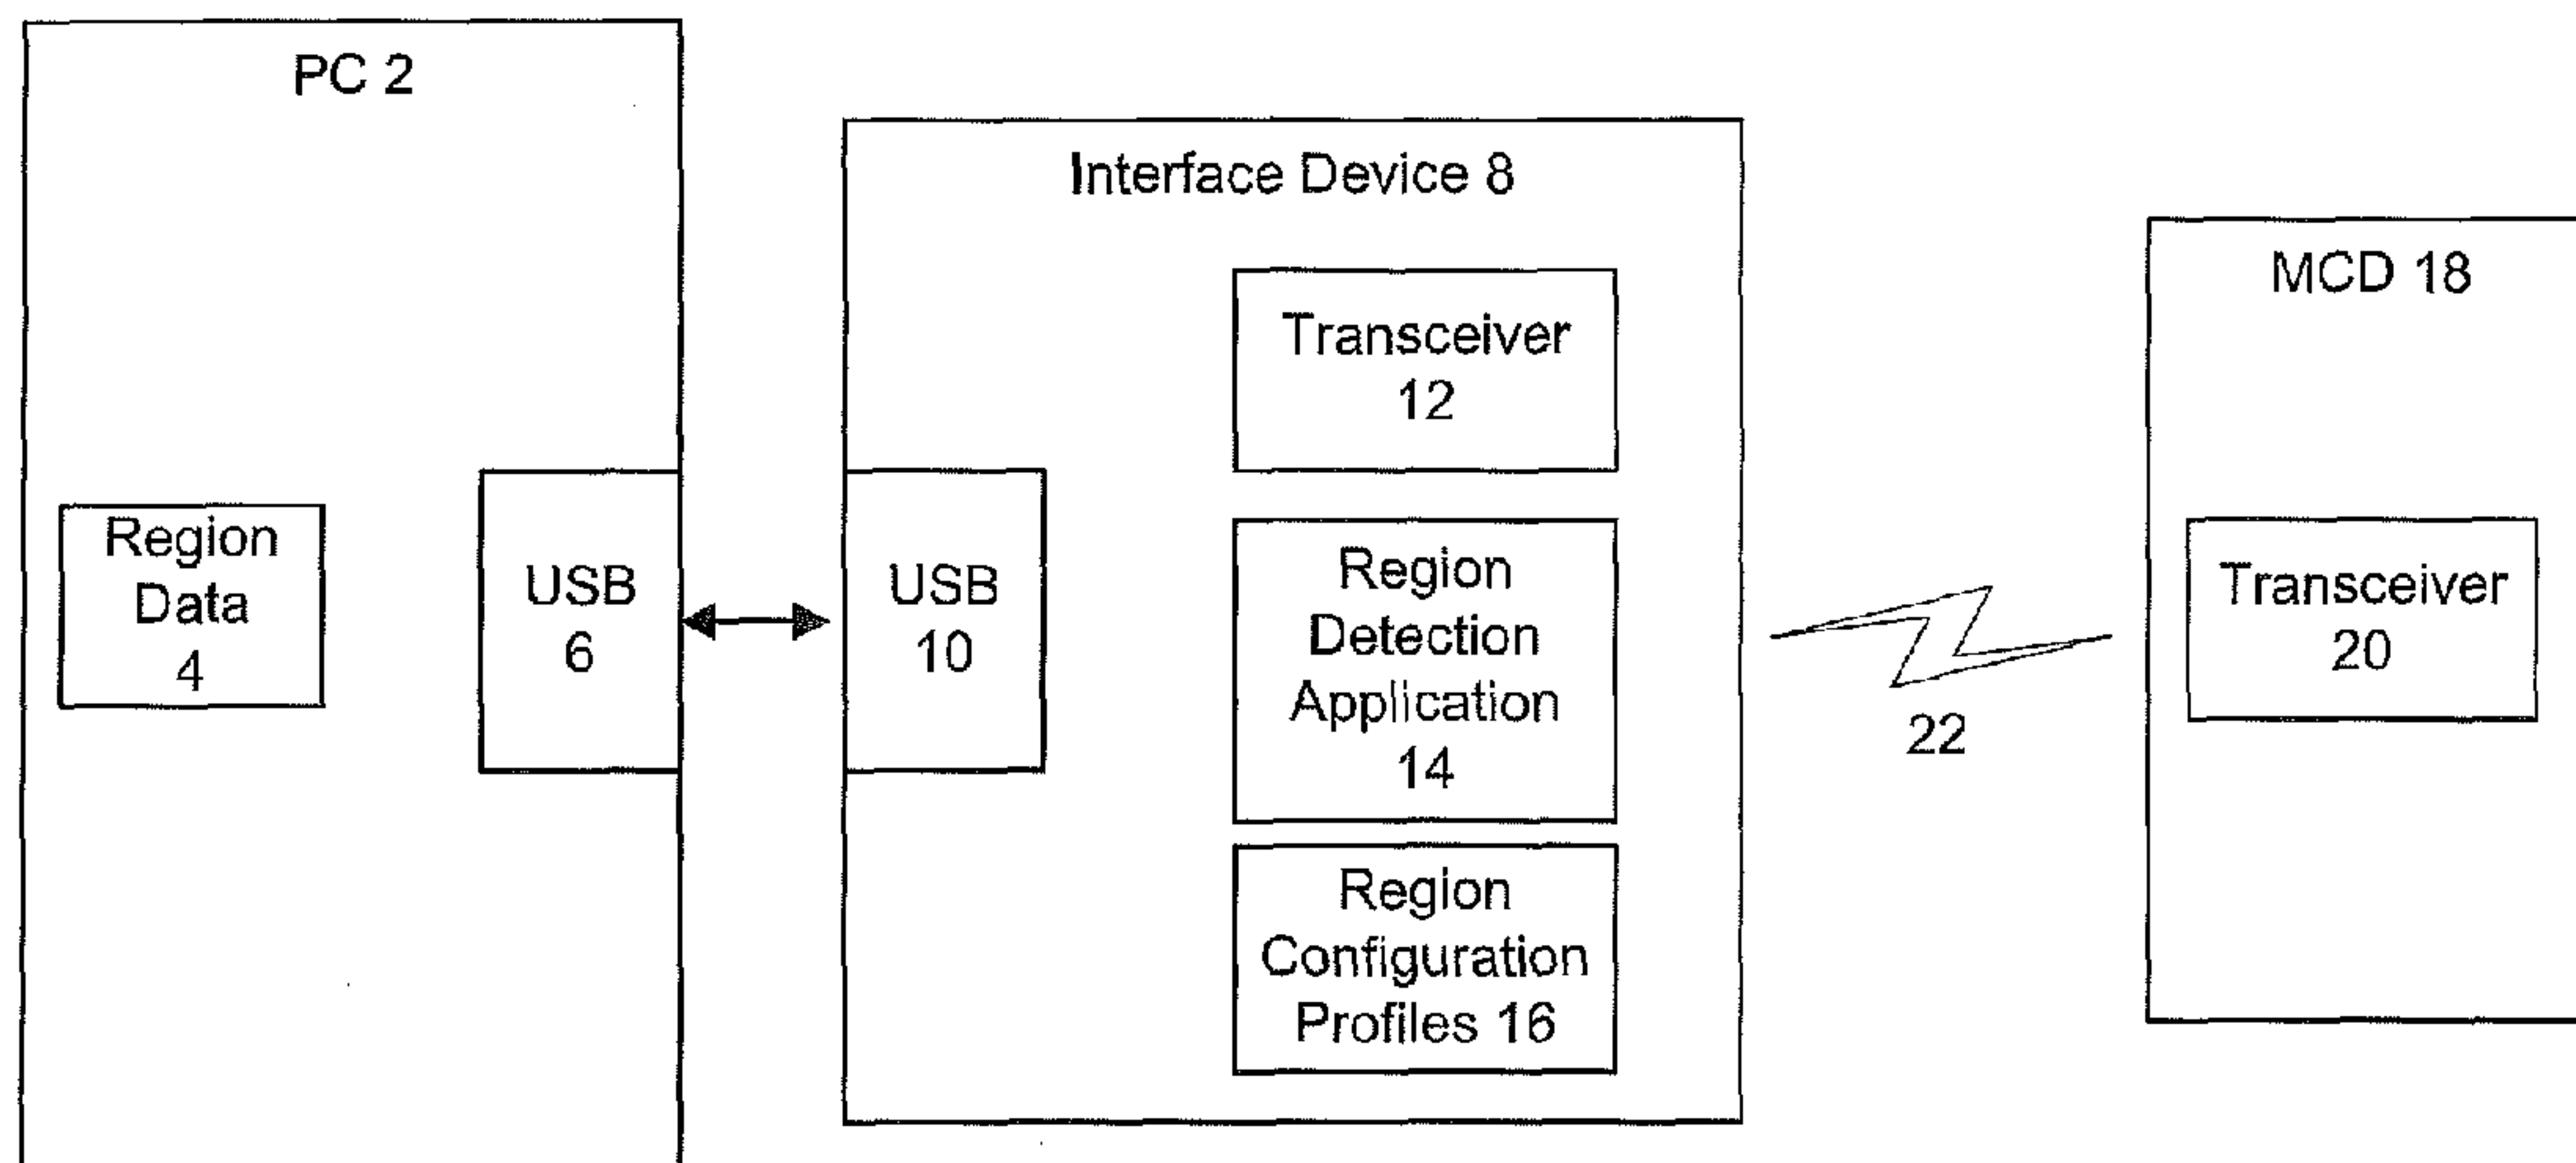 PC 2
Region
Data
4
USB
6
Interface Device 8
USB
10
Transceiver
12
Region
Detection
Application
14
Region
Configuration
Profiles 16
22
MCD 18
Transceiver
20